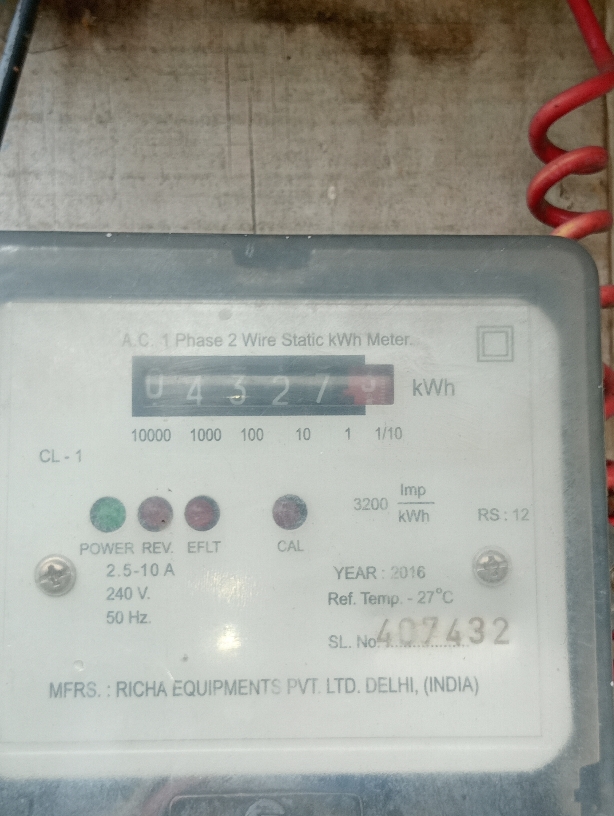 A.C. 1 Phase 2 Wire Static kWh Meter.
04327 kWh
10000 1000 100 10 1 1/10
CL - 1
3200 Imp/kWh
RS : 12
POWER REV. EFLT CAL
2.5-10 A
240 V.
50 Hz.
YEAR : 2016
Ref. Temp. - 27°C
SL. No. 407432
MFRS. : RICHA EQUIPMENTS PVT. LTD. DELHI, (INDIA)